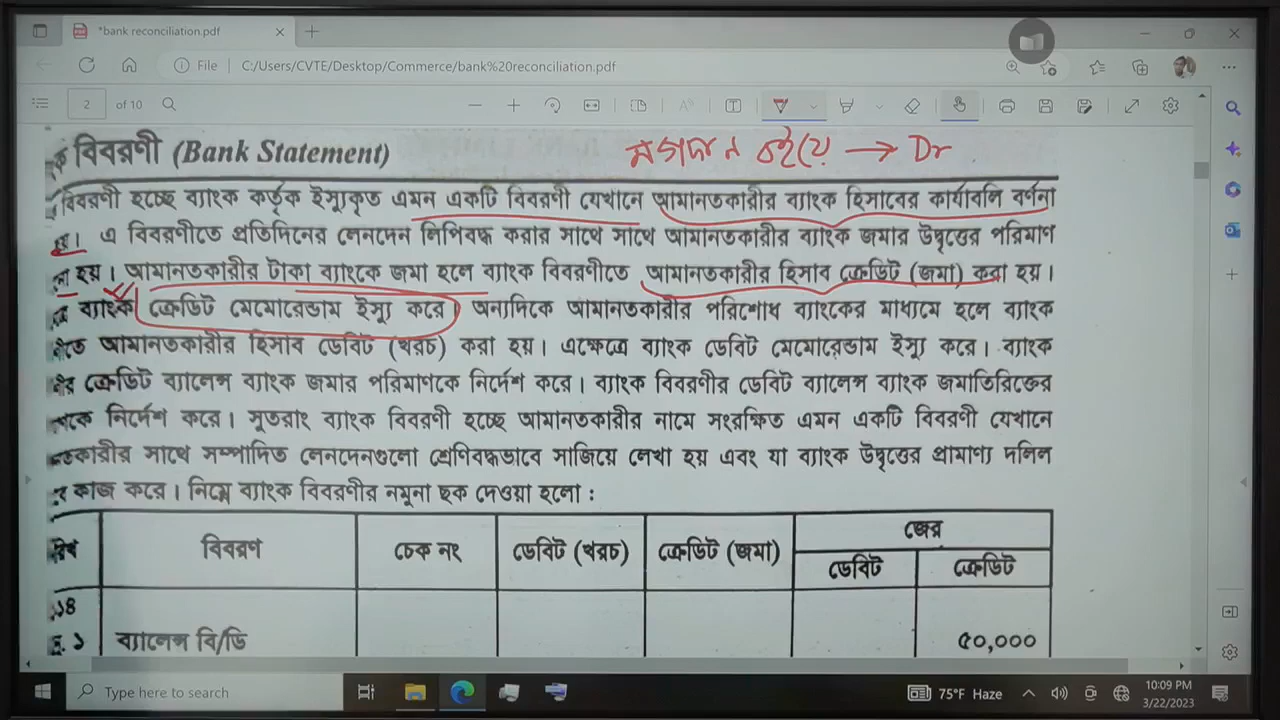 *bank reconciliation.pdf
File
C:/Users/CVTE/Desktop/Commerce/bank%20reconciliation.pdf
2 of 10
বিবরণী (Bank Statement)
নগদান বইয়ে → Dr
বিবরণী হচ্ছে ব্যাংক কর্তৃক ইস্যুকৃত এমন একটি বিবরণী যেখানে আমানতকারীর ব্যাংক হিসাবের কার্যাবলি বর্ণনা
হয়। এ বিবরণীতে প্রতিদিনের লেনদেন লিপিবদ্ধ করার সাথে সাথে আমানতকারীর ব্যাংক জমার উদ্বৃত্তের পরিমাণ
হয়। আমানতকারীর টাকা ব্যাংকে জমা হলে ব্যাংক বিবরণীতে আমানতকারীর হিসাব ক্রেডিট (জমা) করা হয়।
ব্যাংক ক্রেডিট মেমোরেন্ডাম ইস্যু করে। অন্যদিকে আমানতকারীর পরিশোধ ব্যাংকের মাধ্যমে হলে ব্যাংক
আমানতকারীর হিসাব ডেবিট (খরচ) করা হয়। এক্ষেত্রে ব্যাংক ডেবিট মেমোরেন্ডাম ইস্যু করে। ব্যাংক
ক্রেডিট ব্যালেন্স ব্যাংক জমার পরিমাণকে নির্দেশ করে। ব্যাংক বিবরণীর ডেবিট ব্যালেন্স ব্যাংক জমাতিরিক্তের
নির্দেশ করে। সুতরাং ব্যাংক বিবরণী হচ্ছে আমানতকারীর নামে সংরক্ষিত এমন একটি বিবরণী যেখানে
সাথে সম্পাদিত লেনদেনগুলো শ্রেণিবদ্ধভাবে সাজিয়ে লেখা হয় এবং যা ব্যাংক উদ্বৃত্তের প্রামাণ্য দলিল
কাজ করে। নিম্নে ব্যাংক বিবরণীর নমুনা ছক দেওয়া হলো :
বিবরণ চেক নং ডেবিট (খরচ) ক্রেডিট (জমা) জের
ডেবিট ক্রেডিট
১৪
১ ব্যালেন্স বি/ডি ৫০,০০০
Type here to search
75°F Haze
10:09 PM
3/22/2023